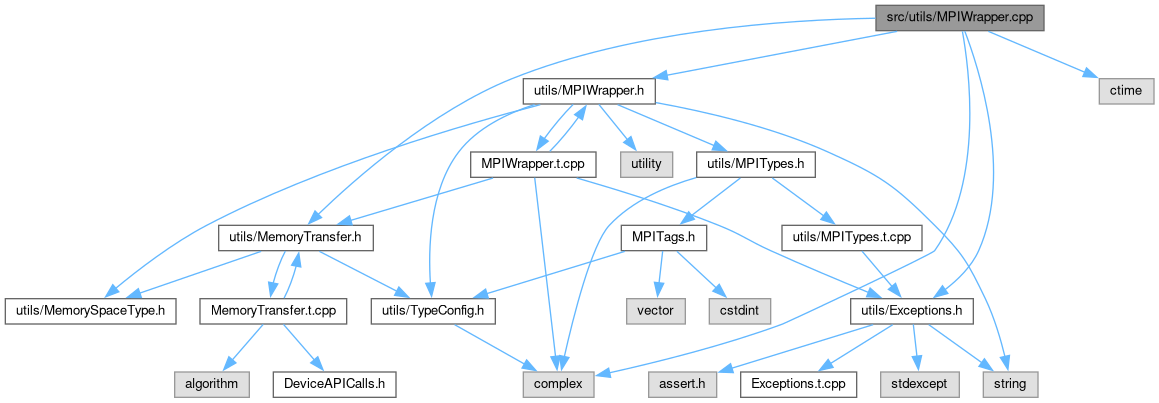 src/utils/MPIWrapper.cpp
utils/MPIWrapper.h
ctime
MPIWrapper.t.cpp
utility
utils/MPITypes.h
utils/MemoryTransfer.h
MPITags.h
utils/MPITypes.t.cpp
utils/MemorySpaceType.h
MemoryTransfer.t.cpp
utils/TypeConfig.h
vector
cstdint
utils/Exceptions.h
algorithm
DeviceAPICalls.h
complex
assert.h
Exceptions.t.cpp
stdexcept
string